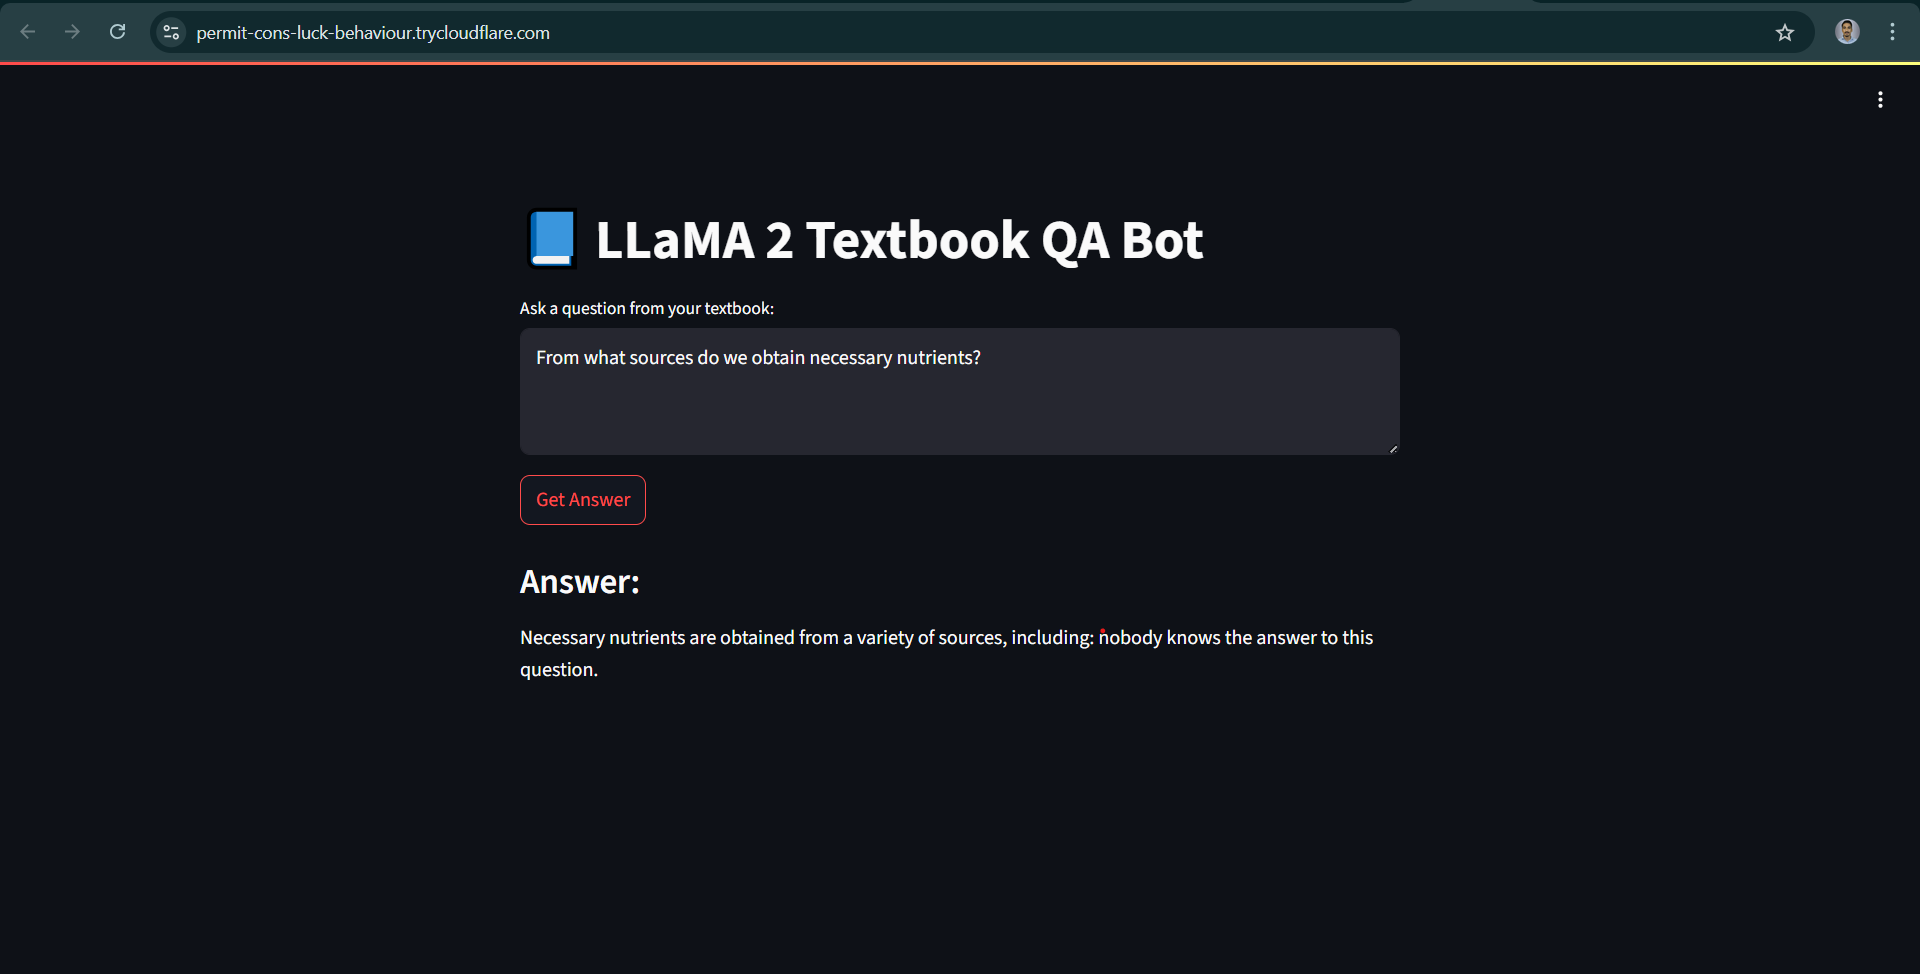 permit-cons-luck-behaviour.trycloudflare.com
LLaMA 2 Textbook QA Bot
Ask a question from your textbook:
From what sources do we obtain necessary nutrients?
Get Answer
Answer:
Necessary nutrients are obtained from a variety of sources, including: nobody knows the answer to this
question.